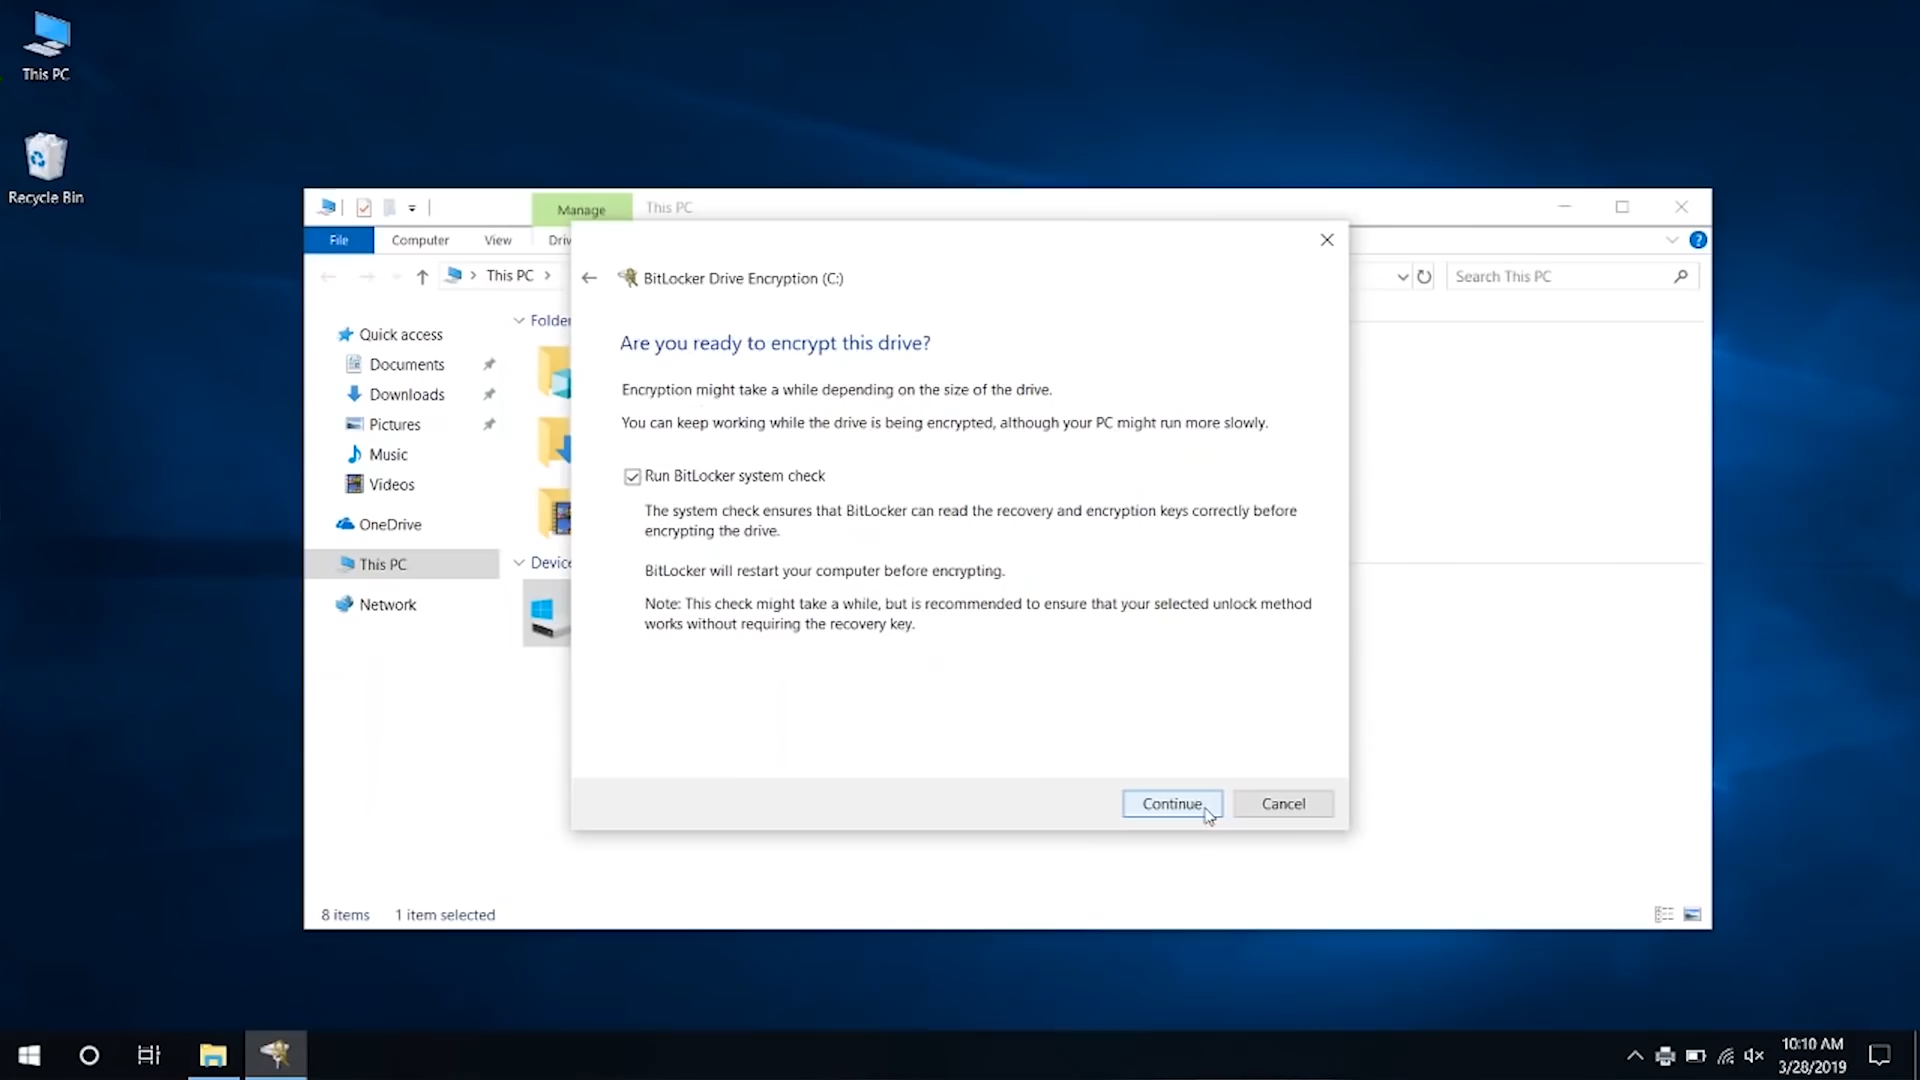 This PC
Recycle Bin
Manage
This PC
File
Computer
View
This PC
Search This PC
Quick access
Documents
Downloads
Pictures
Music
Videos
OneDrive
This PC
Network
BitLocker Drive Encryption (C:)
Are you ready to encrypt this drive?
Encryption might take a while depending on the size of the drive.
You can keep working while the drive is being encrypted, although your PC might run more slowly.
Run BitLocker system check
The system check ensures that BitLocker can read the recovery and encryption keys correctly before
encrypting the drive.
BitLocker will restart your computer before encrypting.
Note: This check might take a while, but is recommended to ensure that your selected unlock method
works without requiring the recovery key.
Continue
Cancel
8 items
1 item selected
10:10 AM
3/28/2019